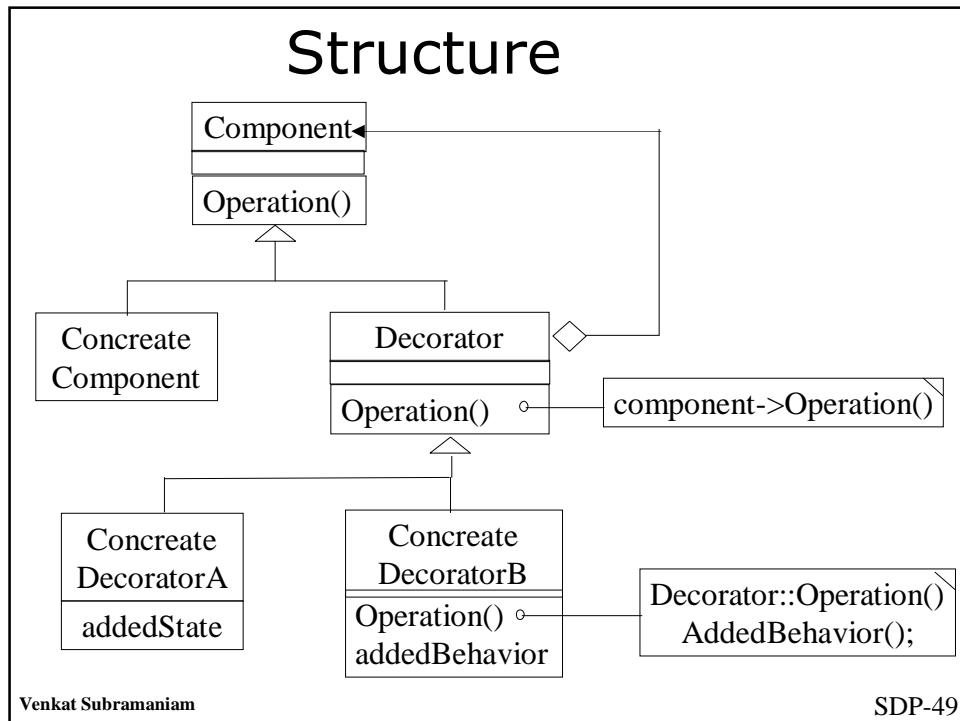 Structure
Component
Operation()
Concreate
Component
Decorator
Operation()
component->Operation()
Concreate
DecoratorA
addedState
Concreate
DecoratorB
Operation()
addedBehavior
Decorator::Operation()
AddedBehavior();
Venkat Subramaniam
SDP-49